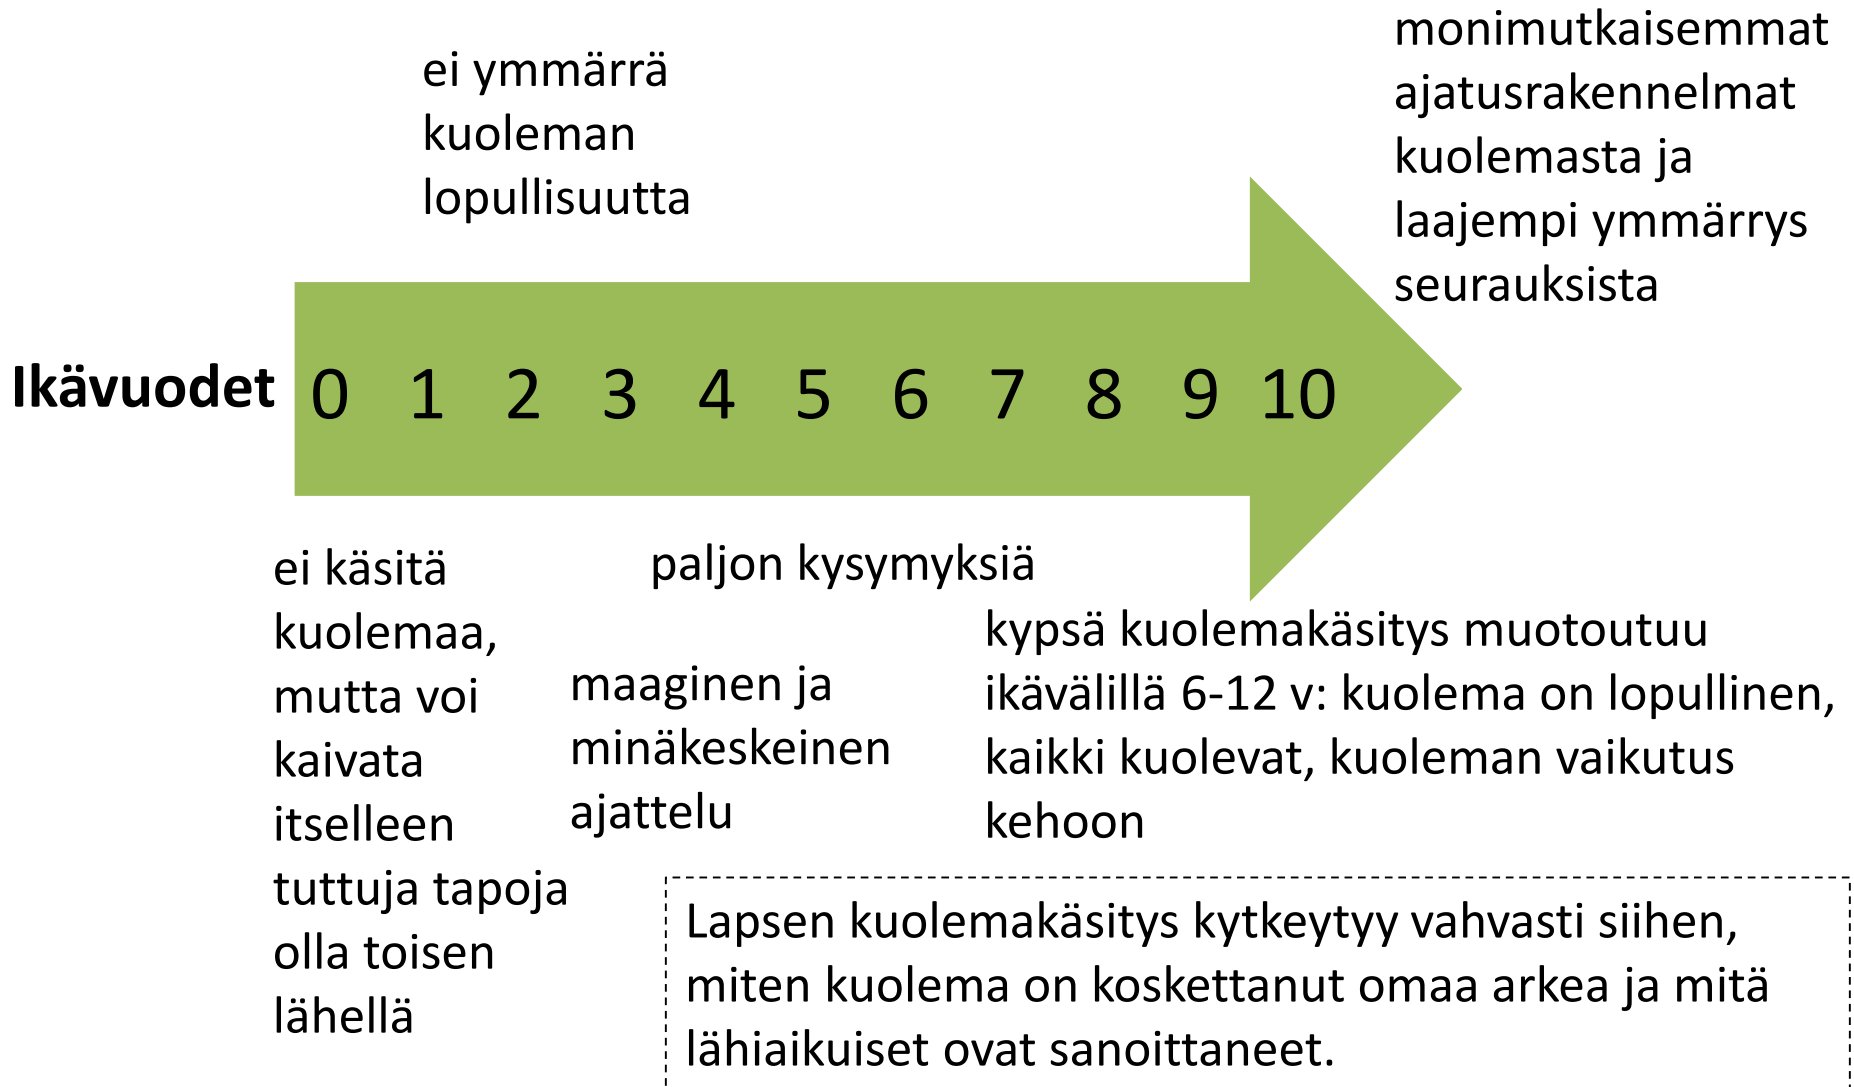 ei ymmärrä
kuoleman
lopullisuutta
monimutkaisemmat
ajatusrakennelmat
kuolemasta ja
laajempi ymmärrys
seurauksista
Ikävuodet 0 1 2 3 4 5 6 7 8 9 10
ei käsitä
kuolemaa,
mutta voi
kaivata
itselleen
tuttuja tapoja
olla toisen
lähellä
paljon kysymyksiä
maaginen ja
minäkeskeinen
ajattelu
kypsä kuolemakäsitys muotoutuu
ikävälillä 6-12 v: kuolema on lopullinen,
kaikki kuolevat, kuoleman vaikutus
kehoon
Lapsen kuolemakäsitys kytkeytyy vahvasti siihen,
miten kuolema on koskettanut omaa arkea ja mitä
lähiaikuiset ovat sanoittaneet.